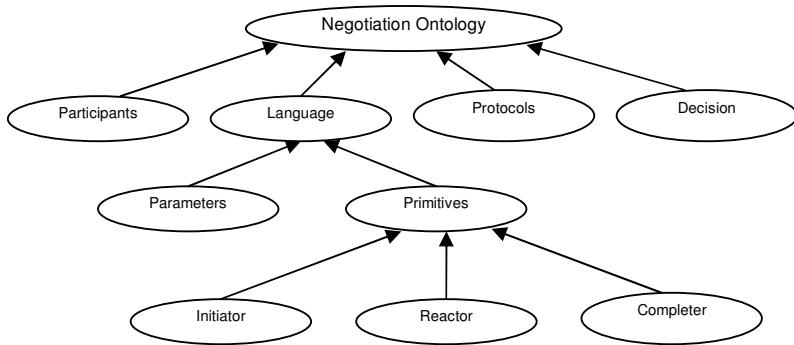 Negotiation Ontology
Participants
Language
Protocols
Decision
Parameters
Primitives
Initiator
Reactor
Completer